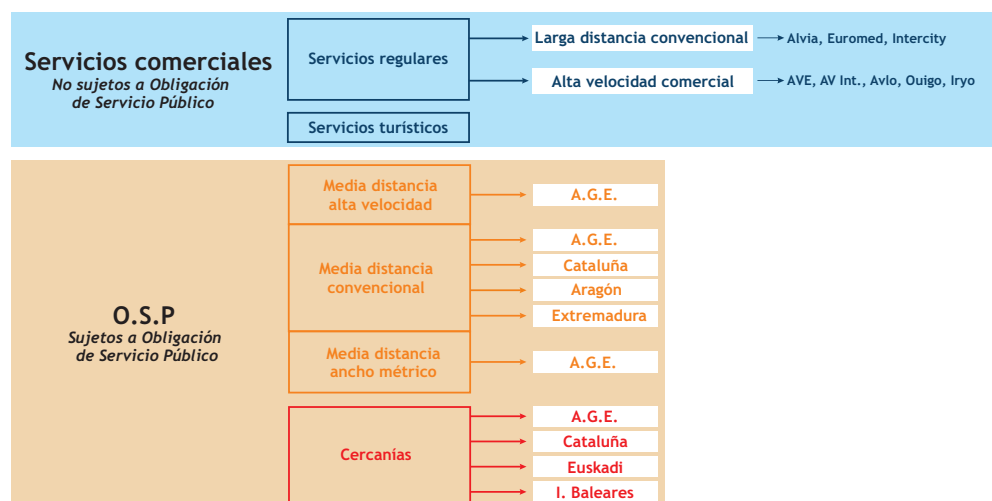 Servicios comerciales
No sujetos a Obligación
de Servicio Público
Servicios regulares
Larga distancia convencional
Alvia, Euromed, Intercity
Alta velocidad comercial
AVE, AV Int., Avlo, Ouigo, Iryo
Servicios turísticos
O.S.P
Sujetos a Obligación
de Servicio Público
Media distancia
alta velocidad
A.G.E.
Media distancia
convencional
A.G.E.
Cataluña
Aragón
Extremadura
Media distancia
ancho métrico
A.G.E.
Cercanías
A.G.E.
Cataluña
Euskadi
I. Baleares